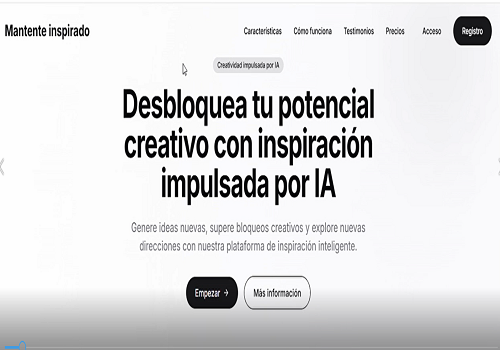 Mantente inspirado
Características Cómo funciona Testimonios Precios Acceso Registro
Creatividad impulsada por IA
Desbloquea tu potencial
creativo con inspiración
impulsada por IA
Genere ideas nuevas, supere bloqueos creativos y explore nuevas
direcciones con nuestra plataforma de inspiración inteligente.
Empezar → Más información